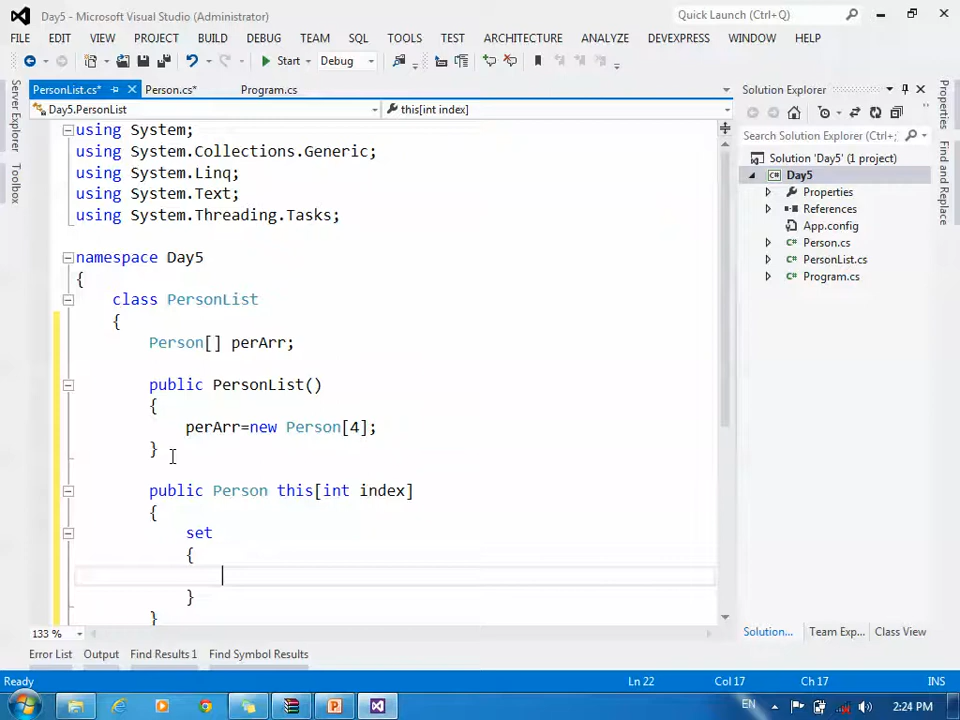 Day5 - Microsoft Visual Studio (Administrator)
Quick Launch (Ctrl+Q)
FILE EDIT VIEW PROJECT BUILD DEBUG TEAM SQL TOOLS TEST ARCHITECTURE ANALYZE DEVEXPRESS WINDOW HELP
Start Debug
PersonList.cs* Person.cs* Program.cs
Day5.PersonList this[int index]
Server Explorer
Toolbox
using System;
using System.Collections.Generic;
using System.Linq;
using System.Text;
using System.Threading.Tasks;
namespace Day5
{
class PersonList
{
Person[] perArr;
public PersonList()
{
perArr=new Person[4];
}
public Person this[int index]
{
set
{
}
}
133 %
Solution Explorer
Search Solution Explorer (Ctrl+;)
Solution 'Day5' (1 project)
C# Day5
Properties
References
App.config
C# Person.cs
C# PersonList.cs
C# Program.cs
Solution... Team Exp... Class View
Properties
Find and Replace
Error List Output Find Results 1 Find Symbol Results
Ready Ln 22 Col 17 Ch 17 INS
EN 2:24 PM